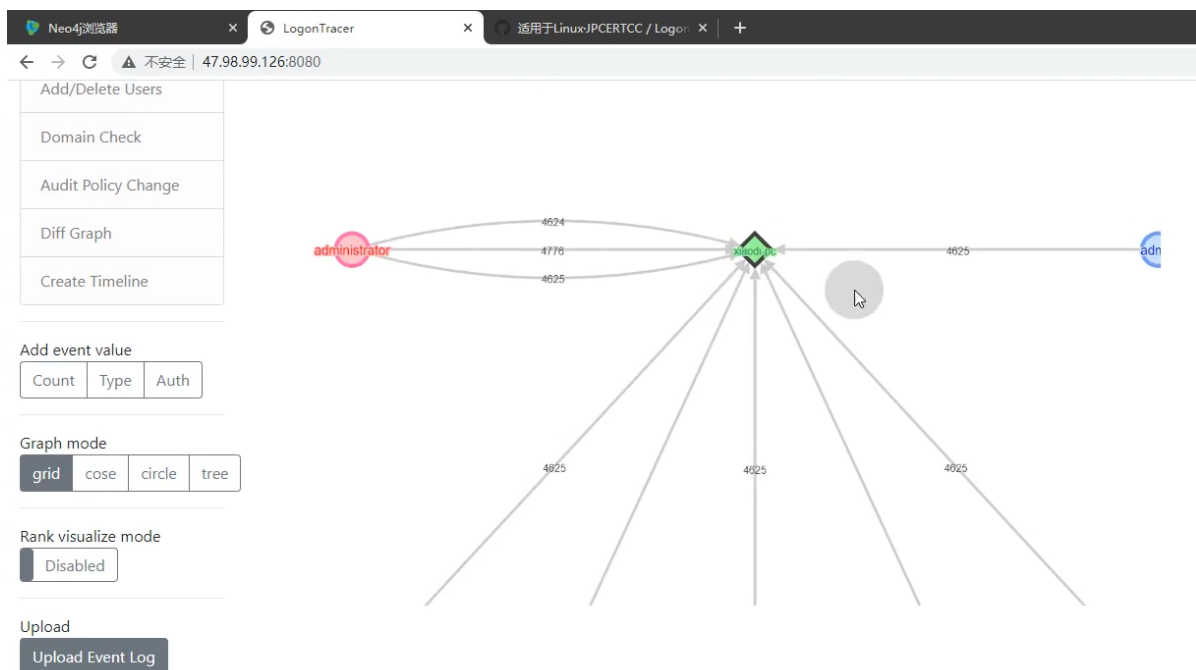 Neo4j浏览器
LogonTracer
适用于Linux·JPCERTCC / Logon
不安全 | 47.98.99.126:8080
Add/Delete Users
Domain Check
Audit Policy Change
Diff Graph
Create Timeline
Add event value
Count Type Auth
Graph mode
grid cose circle tree
Rank visualize mode
Disabled
Upload
Upload Event Log
4624
administrator 4776 xiaodi-pc 4625 adn
4625
4625 4625 4625